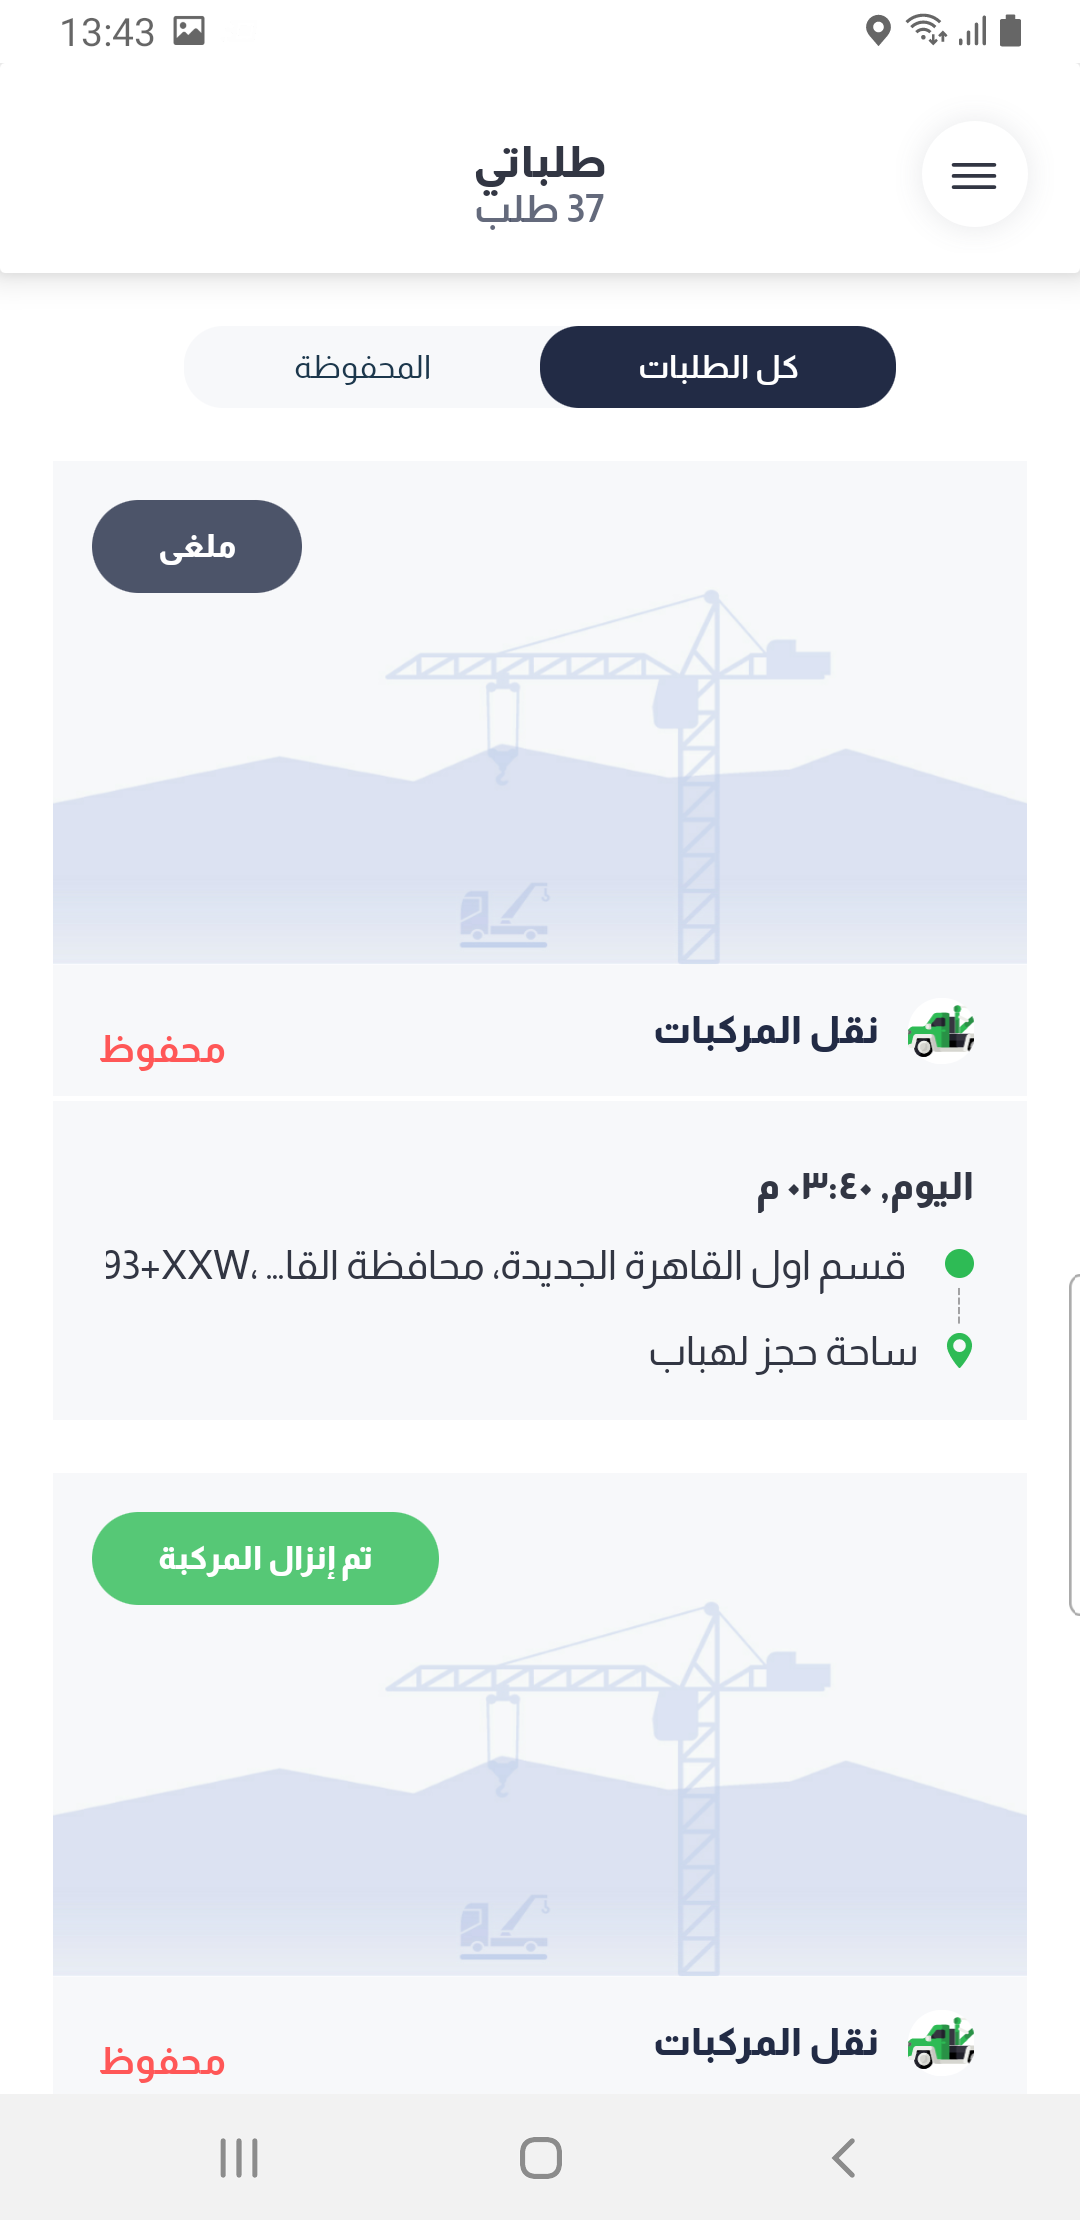 13:43
طلباتي
37 طلب
كل الطلبات
المحفوظة
ملغى
نقل المركبات
محفوظ
اليوم, ٠٣:٤٠ م
93+XXW، قسم اول القاهرة الجديدة، محافظة القا...
ساحة حجز لهباب
تم إنزال المركبة
نقل المركبات
محفوظ